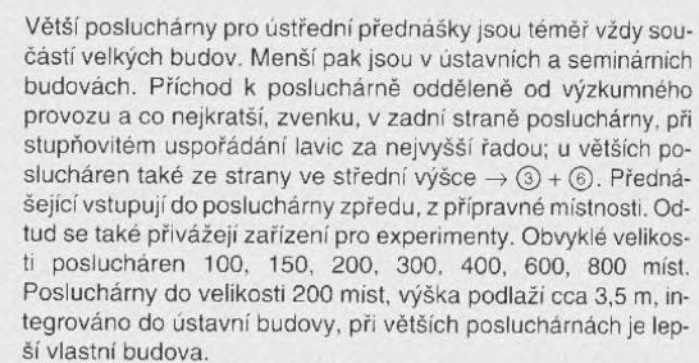 Větší posluchárny pro ústřední přednášky jsou téměř vždy sou-
částí velkých budov. Menší pak jsou v ústavních a seminárních
budovách. Příchod k posluchárně odděleně od výzkumného
provozu a co nejkratší, zvenku, v zadní straně posluchárny, při
stupňovitém uspořádání lavic za nejvyšší řadou; u větších po-
slucháren také ze strany ve střední výšce → ③ + ⑥. Předná-
šející vstupují do posluchárny zpředu, z přípravné místnosti. Od-
tud se také přivážejí zařízení pro experimenty. Obvyklé velikos-
ti poslucháren 100, 150, 200, 300, 400, 600, 800 míst.
Posluchárny do velikosti 200 míst, výška podlaží cca 3,5 m, in-
tegrováno do ústavní budovy, při větších posluchárnách je lep-
ší vlastní budova.